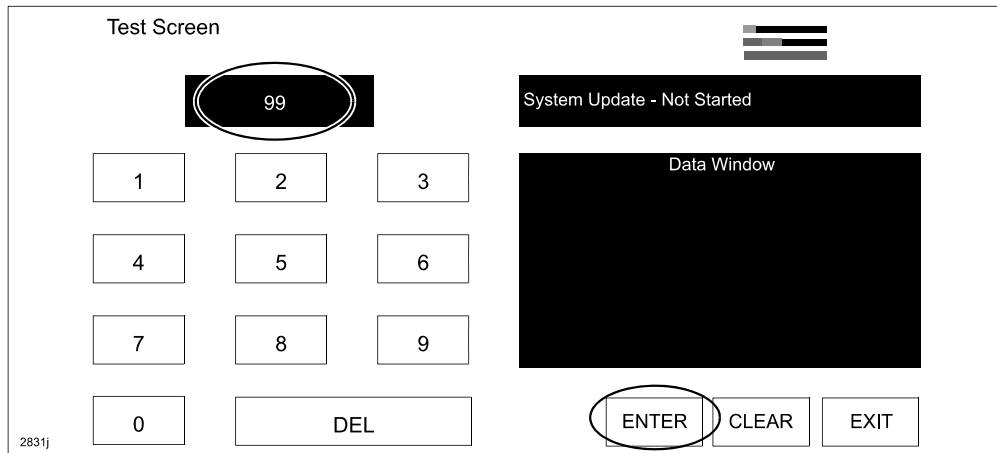 Test Screen
99
System Update - Not Started
Data Window
1 2 3
4 5 6
7 8 9
0 DEL
ENTER CLEAR EXIT
2831j